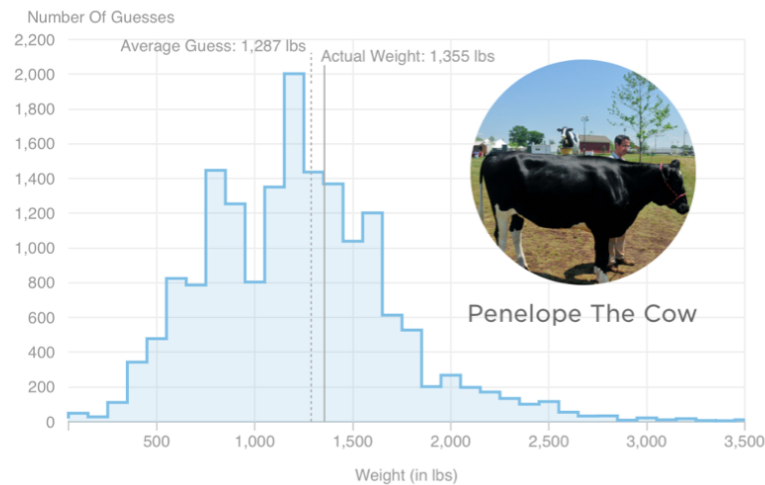 Number Of Guesses
2,200
Average Guess: 1,287 lbs
Actual Weight: 1,355 lbs
2,000
1,800
1,600
1,400
1,200
1,000
800
600
Penelope The Cow
400
200
0
500 1,000 1,500 2,000 2,500 3,000 3,500
Weight (in lbs)